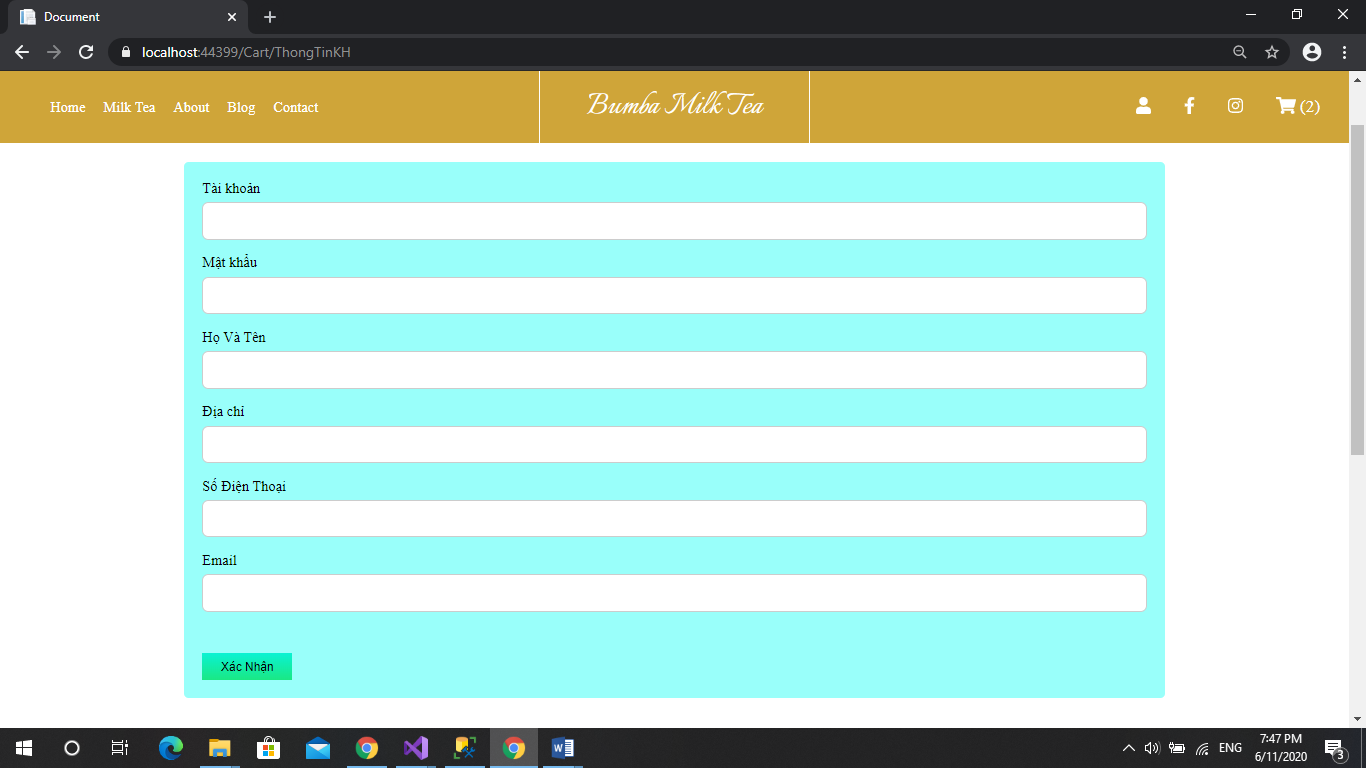 Document
localhost:44399/Cart/ThongTinKH
Home Milk Tea About Blog Contact
Bumba Milk Tea
(2)
Tài khoản
Mật khẩu
Họ Và Tên
Địa chỉ
Số Điện Thoại
Email
Xác Nhận
ENG
7:47 PM
6/11/2020
3